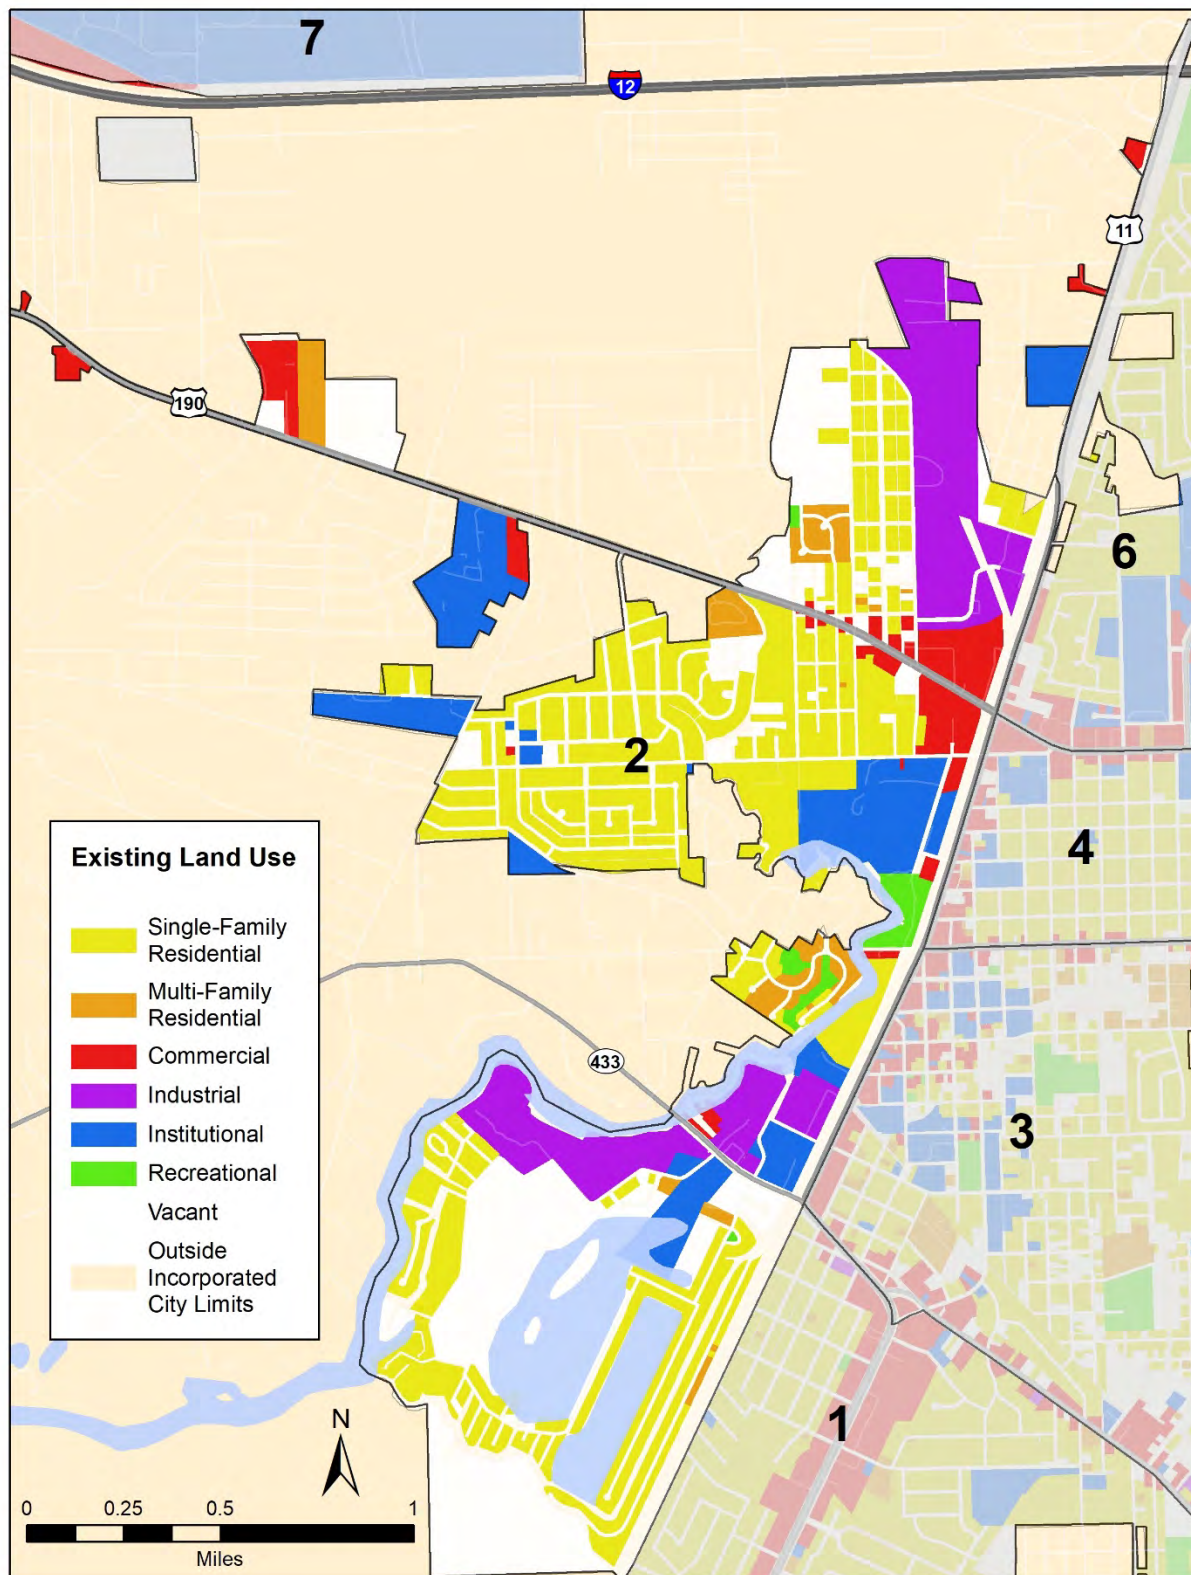 7
12
11
190
6
2
4
Existing Land Use
Single-Family
Residential
Multi-Family
Residential
Commercial
Industrial
Institutional
Recreational
Vacant
Outside
Incorporated
City Limits
433
3
1
N
0 0.25 0.5 1
Miles